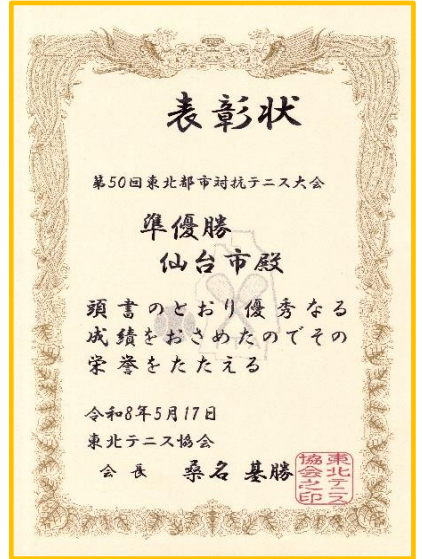 表彰状
第50回東北都市対抗テニス大会
準優勝
仙台市殿
頭書のとおり優秀なる
成績をおさめたのでその
栄誉をたたえる
令和8年5月17日
東北テニス協会
会長 桑名基勝
東北テニス
協会之印